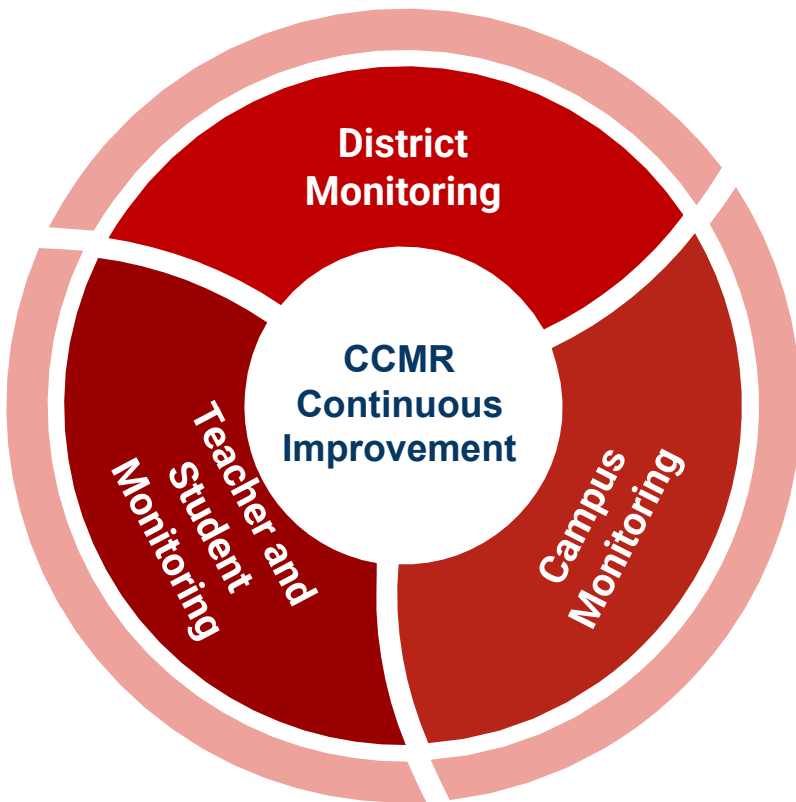 District
Monitoring
CCMR
Continuous
Improvement
Teacher and
Student
Monitoring
Campus
Monitoring